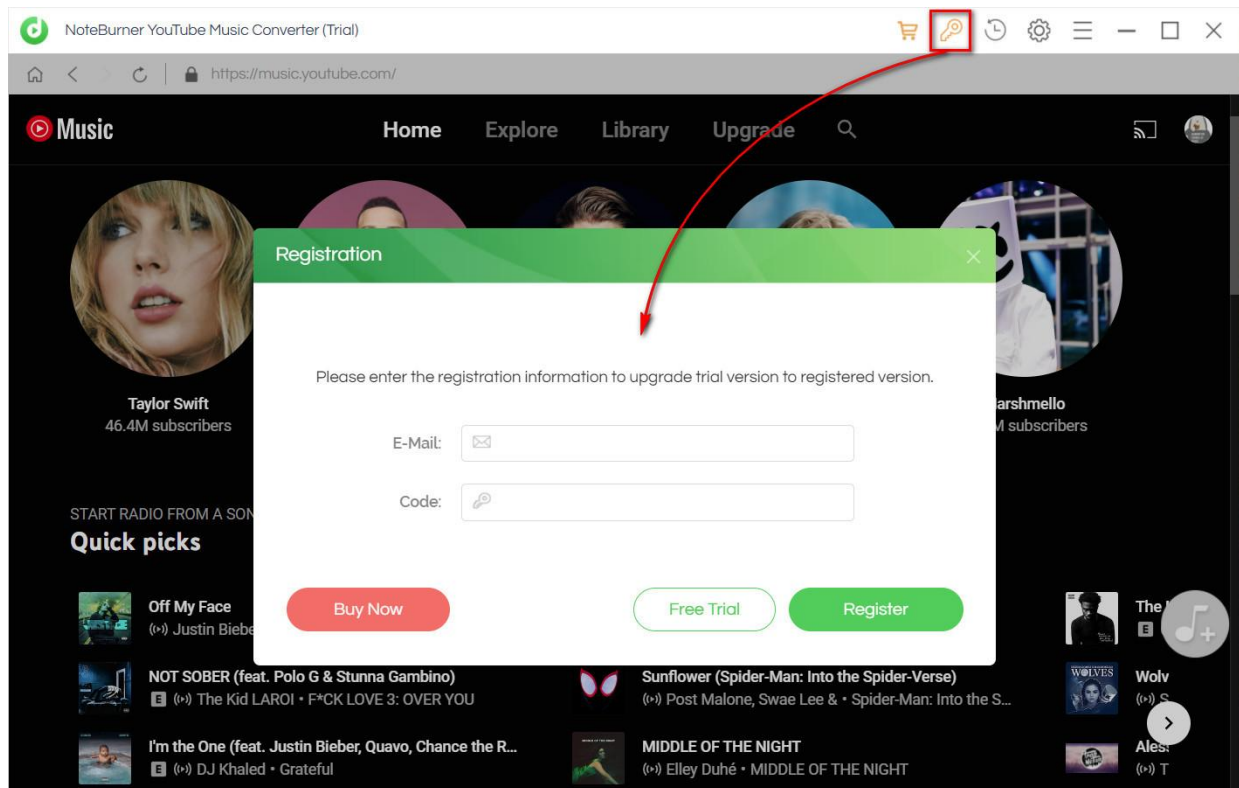 NoteBurner YouTube Music Converter (Trial)
https://music.youtube.com/
Music
Home
Explore
Library
Upgrade
Registration
Please enter the registration information to upgrade trial version to registered version.
E-Mail:
Code:
Buy Now
Free Trial
Register
Taylor Swift
46.4M subscribers
arshmello
M subscribers
START RADIO FROM A SON
Quick picks
Off My Face
Justin Biebe
NOT SOBER (feat. Polo G & Stunna Gambino)
E The Kid LAROI • F*CK LOVE 3: OVER YOU
I'm the One (feat. Justin Bieber, Quavo, Chance the R...
E DJ Khaled • Grateful
Sunflower (Spider-Man: Into the Spider-Verse)
Post Malone, Swae Lee & • Spider-Man: Into the S...
MIDDLE OF THE NIGHT
Elley Duhé • MIDDLE OF THE NIGHT
The
E
WOLVES
Wolv
S
Aless
T